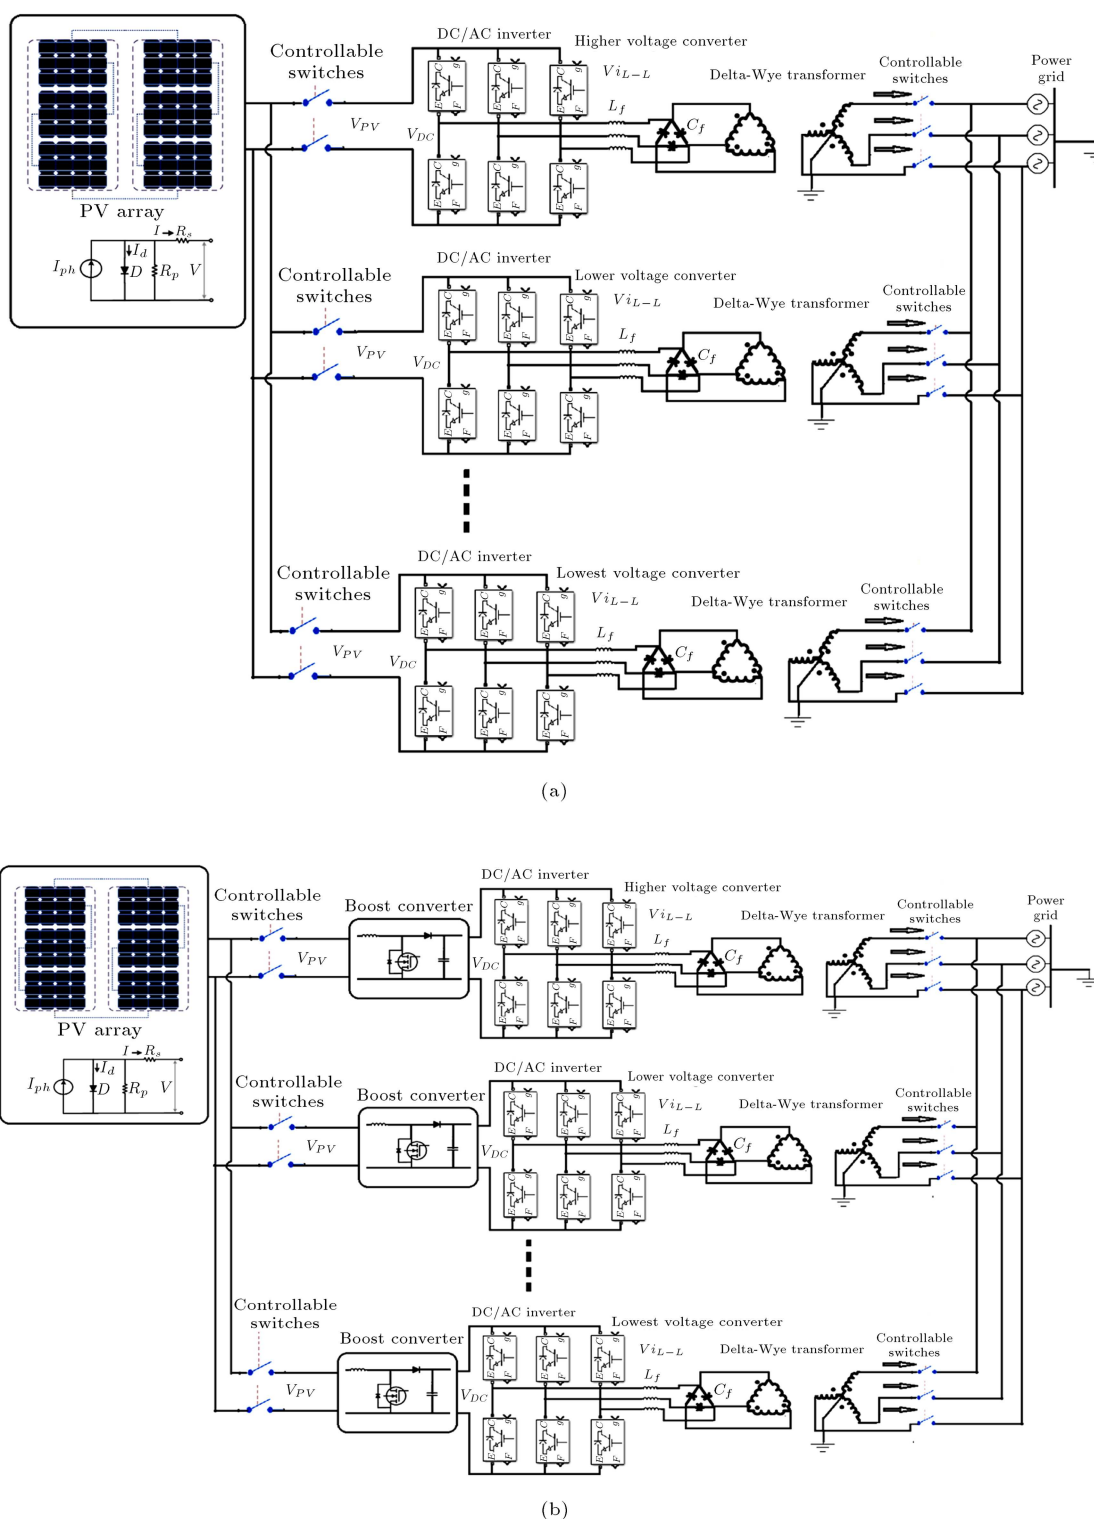 DC/AC inverter
Higher voltage converter
Controllable
switches
Vi_{L−L}
Delta-Wye transformer
Controllable
switches
Power
grid
L_f
V_{PV}
V_{DC}
C_f
C C C
g g g
E E E
F F F
C C C
g g g
E E E
F F F
PV array
I R_s
I_{ph}
I_d
D
R_p
V
DC/AC inverter
Lower voltage converter
Controllable
switches
Vi_{L−L}
Delta-Wye transformer
Controllable
switches
L_f
V_{PV}
V_{DC}
C_f
C C C
g g g
E E E
F F F
C C C
g g g
E E E
F F F
DC/AC inverter
Lowest voltage converter
Controllable
switches
Vi_{L−L}
Delta-Wye transformer
Controllable
switches
L_f
V_{PV}
V_{DC}
C_f
C C C
g g g
E E E
F F F
C C C
g g g
E E E
F F F
(a)
DC/AC inverter
Higher voltage converter
Controllable
switches
Boost converter
Vi_{L−L}
Delta-Wye transformer
Controllable
switches
Power
grid
L_f
V_{PV}
V_{DC}
C_f
C C C
g g g
E E E
F F F
C C C
g g g
E E E
F F F
PV array
I R_s
I_{ph}
I_d
D
R_p
V
DC/AC inverter
Lower voltage converter
Controllable
switches
Boost converter
Vi_{L−L}
Delta-Wye transformer
Controllable
switches
L_f
V_{PV}
V_{DC}
C_f
C C C
g g g
E E E
F F F
C C C
g g g
E E E
F F F
DC/AC inverter
Lowest voltage converter
Controllable
switches
Boost converter
Vi_{L−L}
Delta-Wye transformer
Controllable
switches
L_f
V_{PV}
V_{DC}
C_f
C C C
g g g
E E E
F F F
C C C
g g g
E E E
F F F
(b)